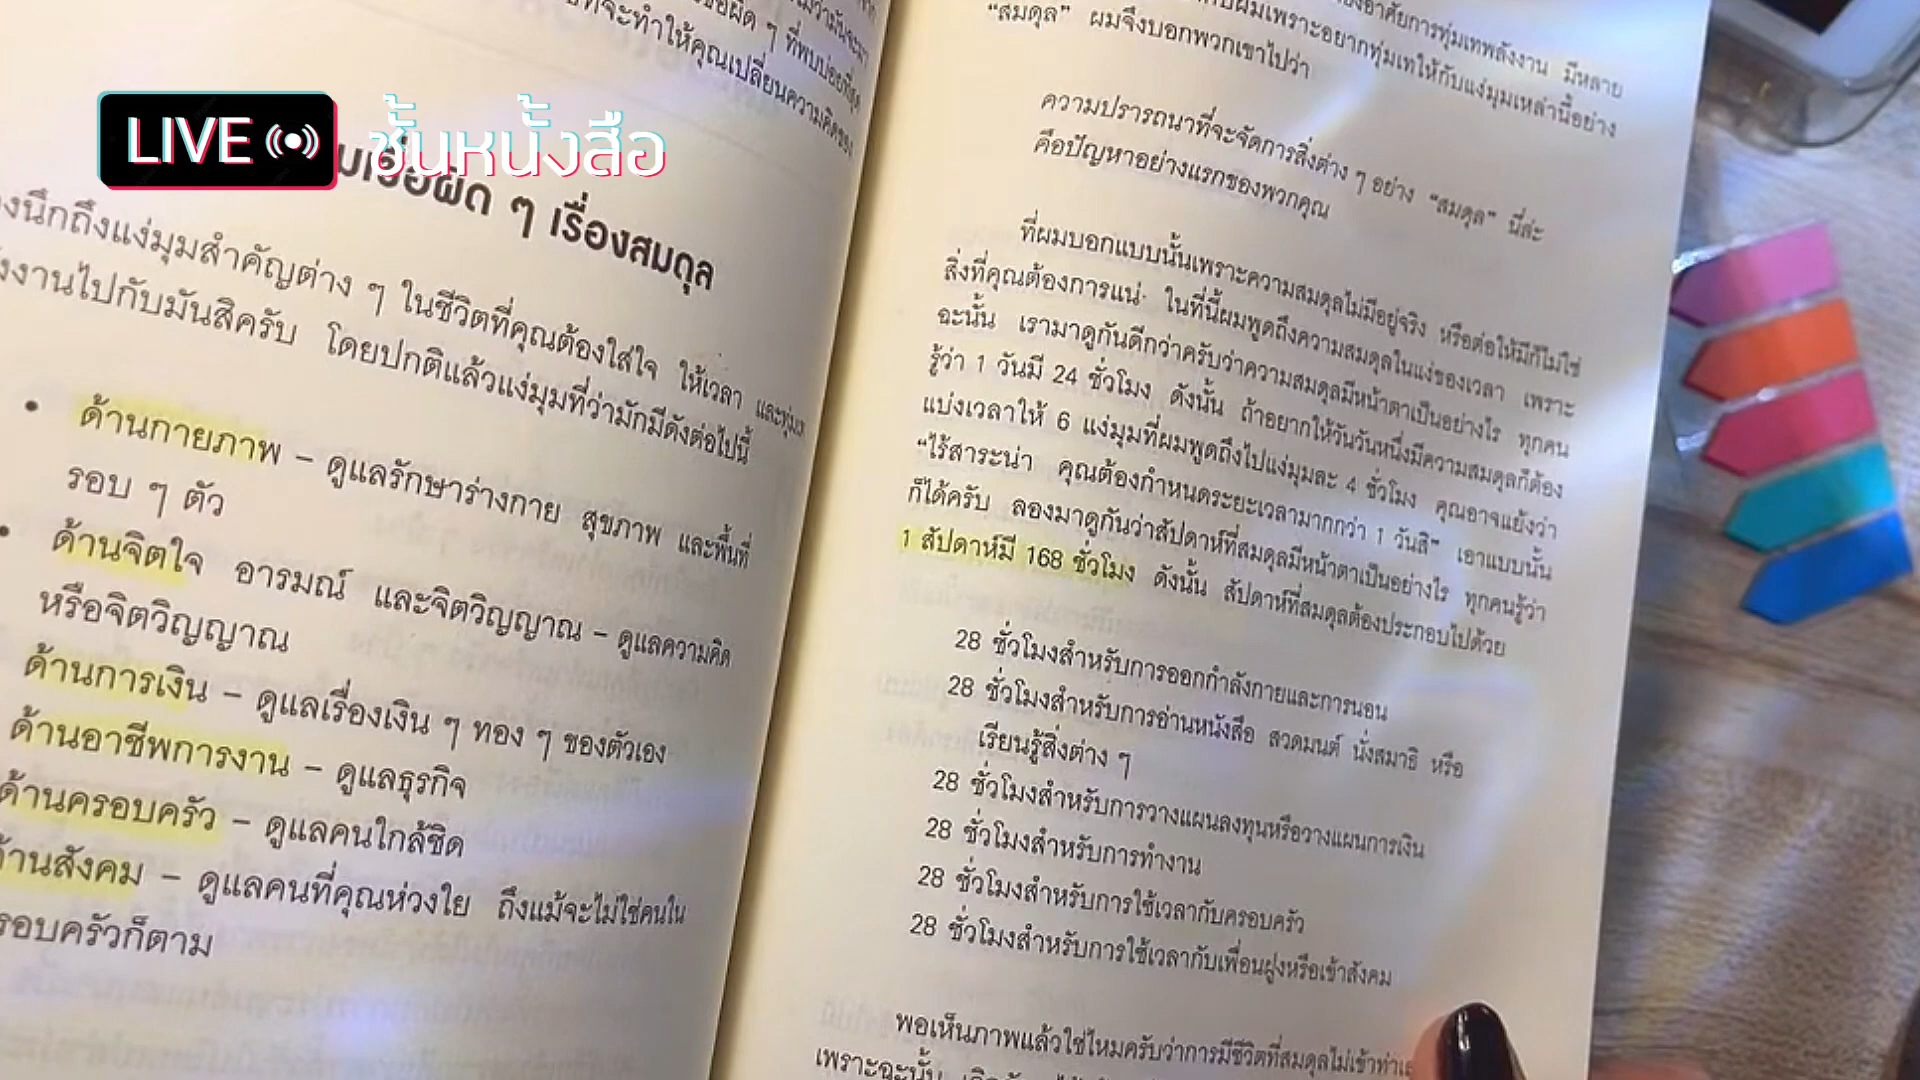 LIVE
ชั้นหนั้งสือ
ที่จะทำให้คุณเปลี่ยนความคิดของ
ผิด ๆ ที่พบบ่อยที่สุด
เชื่อผิด ๆ เรื่องสมดุล
นึกถึงแง่มุมสำคัญต่าง ๆ ในชีวิตที่คุณต้องใส่ใจ ให้เวลา และทุ่มเท
งานไปกับมันสิครับ โดยปกติแล้วแง่มุมที่ว่ามักมีดังต่อไปนี้
• ด้านกายภาพ – ดูแลรักษาร่างกาย สุขภาพ และพื้นที่
รอบ ๆ ตัว
• ด้านจิตใจ อารมณ์ และจิตวิญญาณ – ดูแลความคิด
หรือจิตวิญญาณ
ด้านการเงิน – ดูแลเรื่องเงิน ๆ ทอง ๆ ของตัวเอง
ด้านอาชีพการงาน – ดูแลธุรกิจ
ด้านครอบครัว – ดูแลคนใกล้ชิด
ด้านสังคม – ดูแลคนที่คุณห่วงใย ถึงแม้จะไม่ใช่คนใน
รอบครัวก็ตาม
อาศัยการทุ่มเทพลังงาน มีหลาย
ผมเพราะอยากทุ่มเทให้กับแง่มุมเหล่านี้อย่าง
“สมดุล” ผมจึงบอกพวกเขาไปว่า
ความปรารถนาที่จะจัดการสิ่งต่าง ๆ อย่าง “สมดุล” นี่ล่ะ
คือปัญหาอย่างแรกของพวกคุณ
ที่ผมบอกแบบนั้นเพราะความสมดุลไม่มีอยู่จริง หรือต่อให้มีก็ไม่ใช่
สิ่งที่คุณต้องการแน่ ในที่นี้ผมพูดถึงความสมดุลในแง่ของเวลา เพราะ
ฉะนั้น เรามาดูกันดีกว่าครับว่าความสมดุลมีหน้าตาเป็นอย่างไร ทุกคน
รู้ว่า 1 วันมี 24 ชั่วโมง ดังนั้น ถ้าอยากให้วันวันหนึ่งมีความสมดุลก็ต้อง
แบ่งเวลาให้ 6 แง่มุมที่ผมพูดถึงไปแง่มุมละ 4 ชั่วโมง คุณอาจแย้งว่า
“ไร้สาระน่า คุณต้องกำหนดระยะเวลามากกว่า 1 วันสิ” เอาแบบนั้น
ก็ได้ครับ ลองมาดูกันว่าสัปดาห์ที่สมดุลมีหน้าตาเป็นอย่างไร ทุกคนรู้ว่า
1 สัปดาห์มี 168 ชั่วโมง ดังนั้น สัปดาห์ที่สมดุลต้องประกอบไปด้วย
28 ชั่วโมงสำหรับการออกกำลังกายและการนอน
28 ชั่วโมงสำหรับการอ่านหนังสือ สวดมนต์ นั่งสมาธิ หรือ
เรียนรู้สิ่งต่าง ๆ
28 ชั่วโมงสำหรับการวางแผนลงทุนหรือวางแผนการเงิน
28 ชั่วโมงสำหรับการทำงาน
28 ชั่วโมงสำหรับการใช้เวลากับครอบครัว
28 ชั่วโมงสำหรับการใช้เวลากับเพื่อนฝูงหรือเข้าสังคม
พอเห็นภาพแล้วใช่ไหมครับว่าการมีชีวิตที่สมดุลไม่เข้าท่า
เพราะฉะนั้น